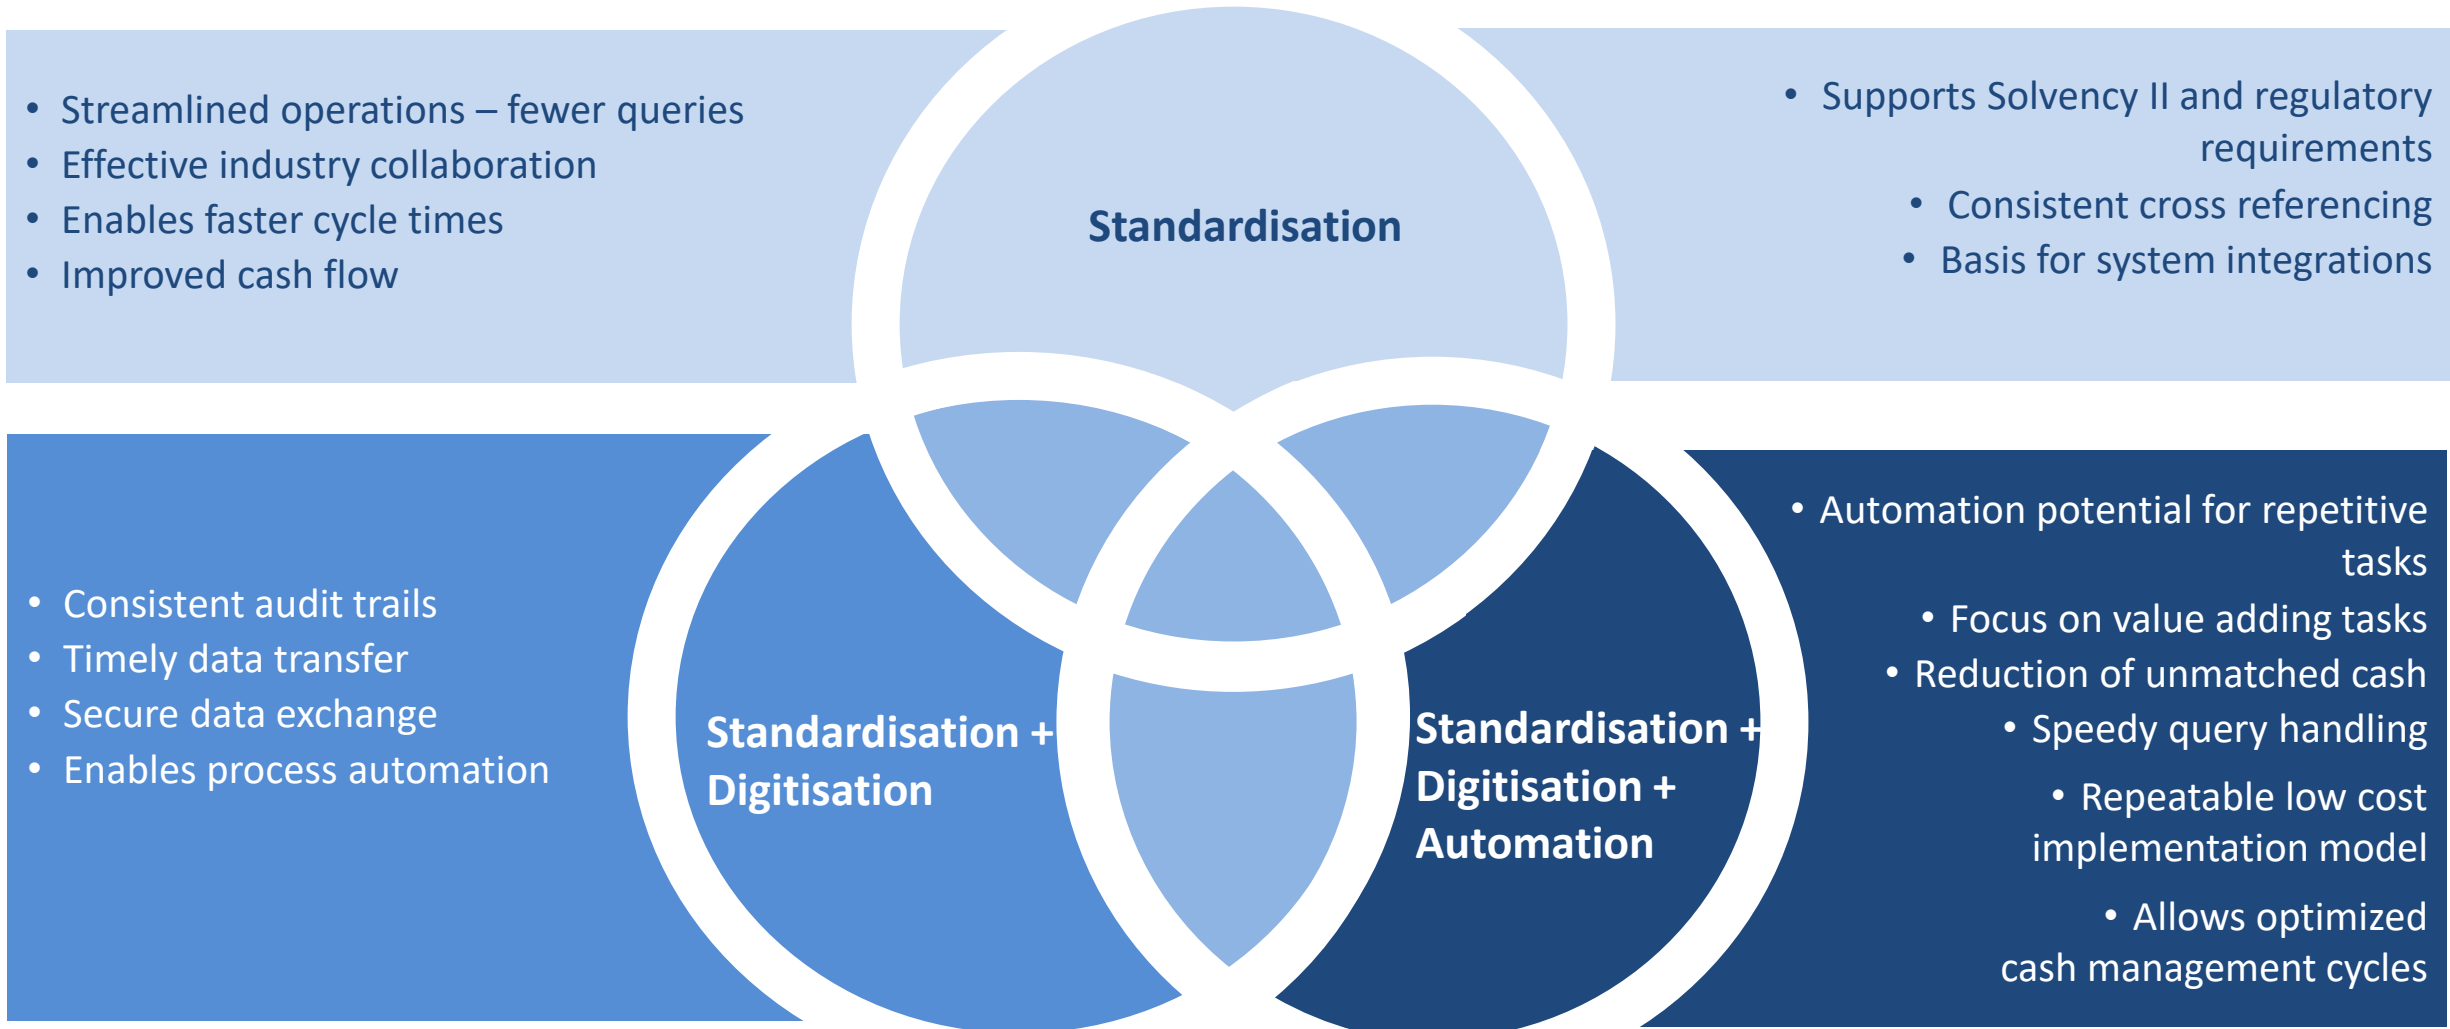 • Streamlined operations – fewer queries
• Effective industry collaboration
• Enables faster cycle times
• Improved cash flow
Standardisation
• Supports Solvency II and regulatory
requirements
• Consistent cross referencing
• Basis for system integrations
• Consistent audit trails
• Timely data transfer
• Secure data exchange
• Enables process automation
Standardisation +
Digitisation
Standardisation +
Digitisation +
Automation
• Automation potential for repetitive
tasks
• Focus on value adding tasks
• Reduction of unmatched cash
• Speedy query handling
• Repeatable low cost
implementation model
• Allows optimized
cash management cycles